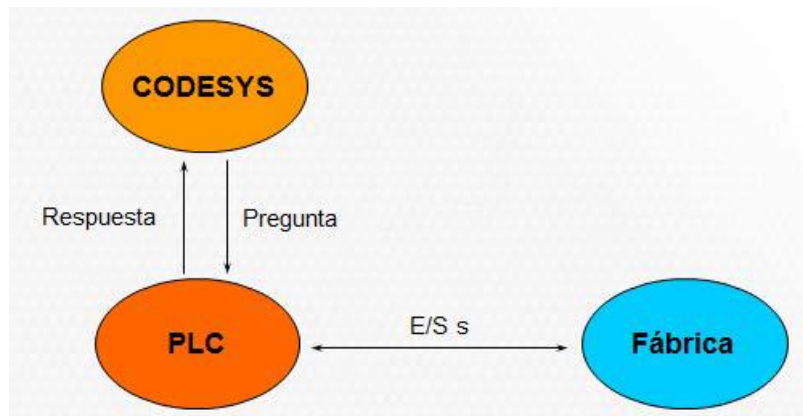 CODESYS
Respuesta
Pregunta
E/S s
PLC
Fábrica